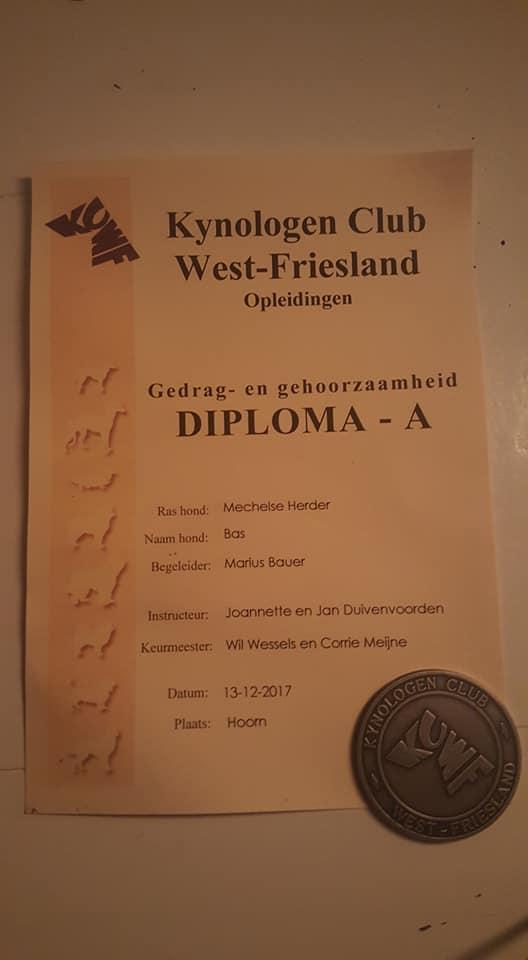 KCWF
Kynologen Club
West-Friesland
Opleidingen
Gedrag- en gehoorzaamheid
DIPLOMA - A
Ras hond: Mechelse Herder
Naam hond: Bas
Begeleider: Marius Bauer
Instructeur: Joannette en Jan Duivenvoorden
Keurmeester: Wil Wessels en Corrie Meijne
Datum: 13-12-2017
Plaats: Hoorn
KYNOLOGEN CLUB
KCWF
WEST-FRIESLAND